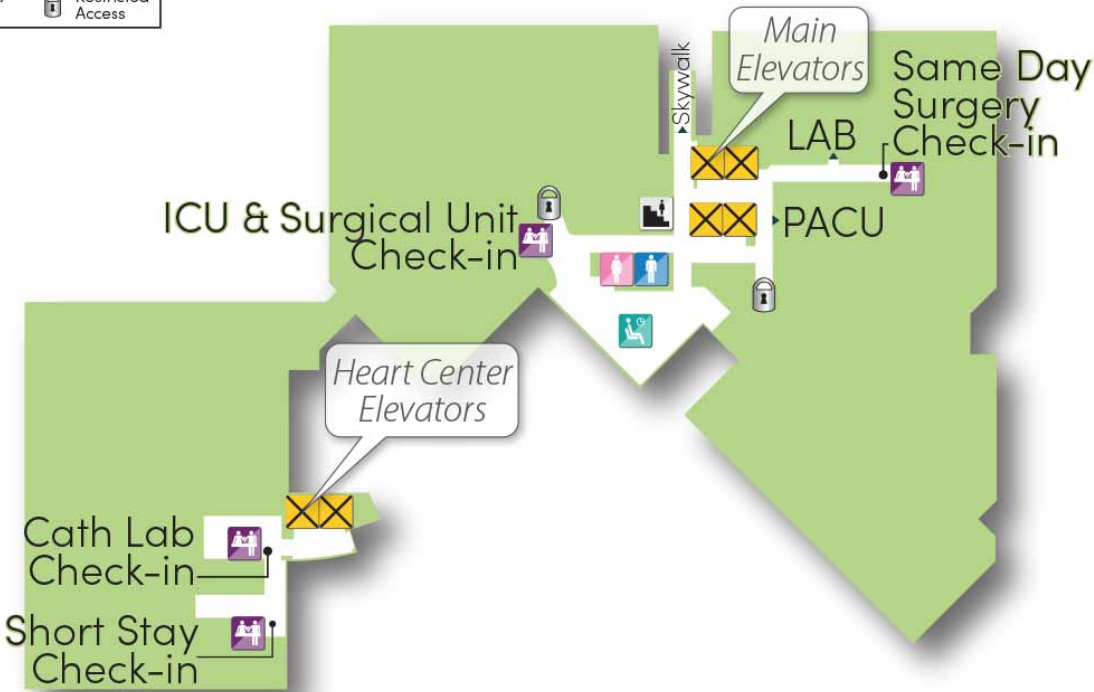 Restricted
Access
Skywalk
Main
Elevators
Same Day
Surgery
Check-in
LAB
PACU
ICU & Surgical Unit
Check-in
Heart Center
Elevators
Cath Lab
Check-in
Short Stay
Check-in